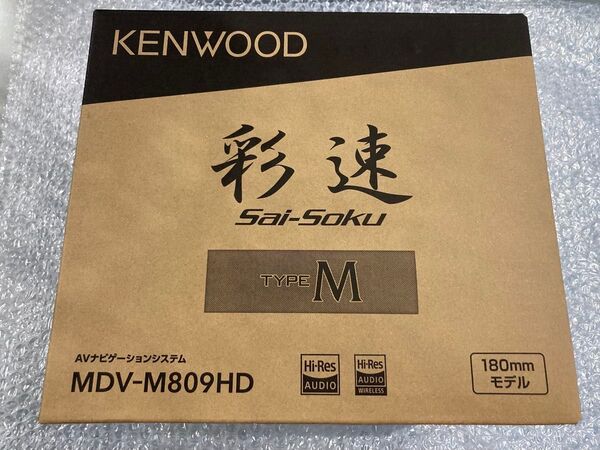 KENWOOD
彩速
Sai-Soku
TYPE M
AVナビゲーションシステム
MDV-M809HD
Hi-Res
AUDIO
Hi-Res
AUDIO
WIRELESS
180mm
モデル